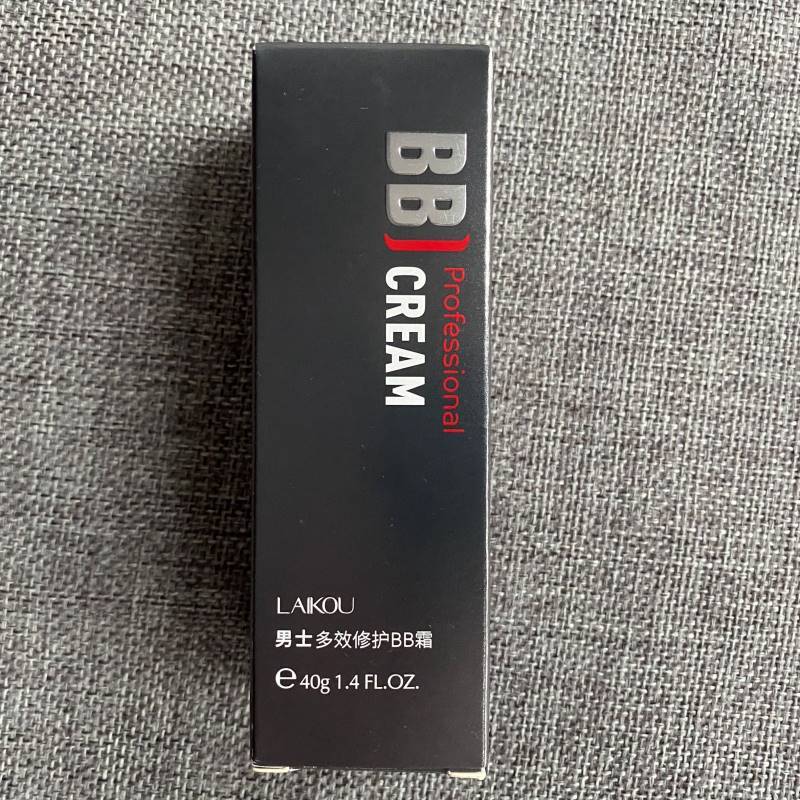 BB
Professional
CREAM
LAIKOU
男士多效修护BB霜
e 40g 1.4 FL.OZ.